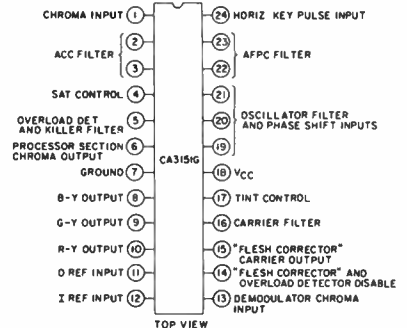 CHROMA INPUT 1
24 HORIZ KEY PULSE INPUT
ACC FILTER
2
3
23
22
AFPC FILTER
SAT CONTROL 4
21
20
19
OSCILLATOR FILTER
AND PHASE SHIFT INPUTS
OVERLOAD DET
AND KILLER FILTER
5
PROCESSOR SECTION
CHROMA OUTPUT
6
CA3151G
GROUND 7
18 VCC
B-Y OUTPUT 8
17 TINT CONTROL
G-Y OUTPUT 9
16 CARRIER FILTER
R-Y OUTPUT 10
15 "FLESH CORRECTOR"
CARRIER OUTPUT
Q REF INPUT 11
14 "FLESH CORRECTOR" AND
OVERLOAD DETECTOR DISABLE
I REF INPUT 12
13 DEMODULATOR CHROMA
INPUT
TOP VIEW